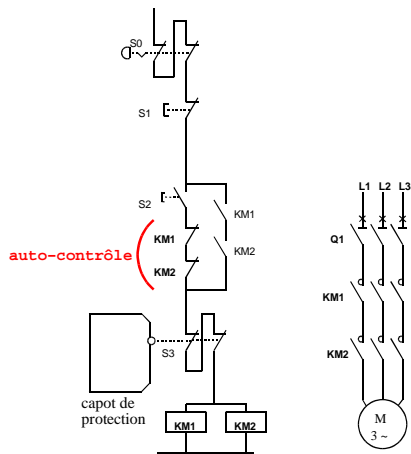 S0
S1
S2
KM1
KM1
KM2
auto-contrôle
KM2
S3
capot de
protection
KM1
KM2
L1 L2 L3
Q1
KM1
KM2
M
3 ~